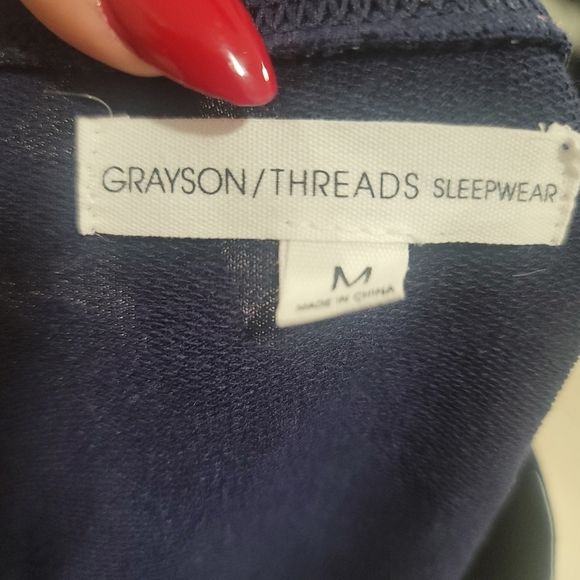 GRAYSON/THREADS SLEEPWEAR
M
MADE IN CHINA